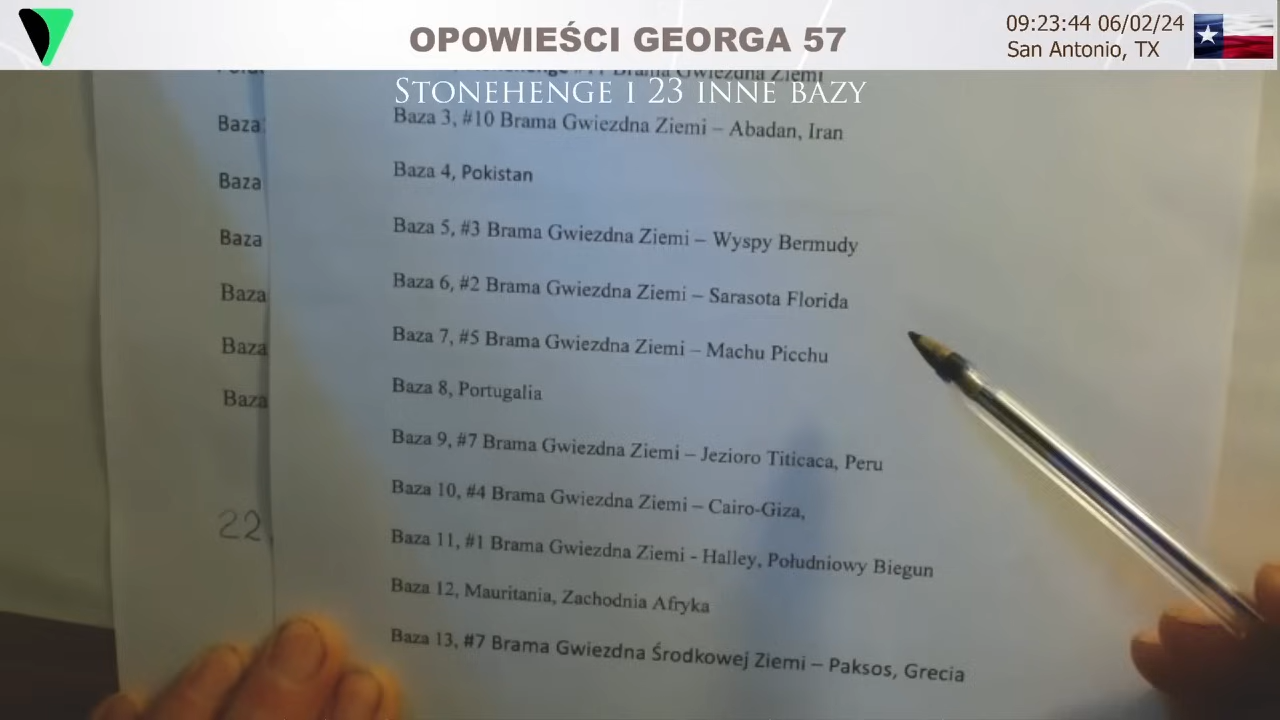 OPOWIEŚCI GEORGA 57
09:23:44 06/02/24
San Antonio, TX
STONEHENGE I 23 INNE BAZY
#11 Brama Gwiezdna Ziemi
Baza 3, #10 Brama Gwiezdna Ziemi – Abadan, Iran
Baza 4, Pokistan
Baza 5, #3 Brama Gwiezdna Ziemi – Wyspy Bermudy
Baza 6, #2 Brama Gwiezdna Ziemi – Sarasota Florida
Baza 7, #5 Brama Gwiezdna Ziemi – Machu Picchu
Baza 8, Portugalia
Baza 9, #7 Brama Gwiezdna Ziemi – Jezioro Titicaca, Peru
Baza 10, #4 Brama Gwiezdna Ziemi – Cairo-Giza,
Baza 11, #1 Brama Gwiezdna Ziemi - Halley, Południowy Biegun
Baza 12, Mauritania, Zachodnia Afryka
Baza 13, #7 Brama Gwiezdna Środkowej Ziemi – Paksos, Grecia
Baza
Baza
Baza
Baza
Baza
Baza
22